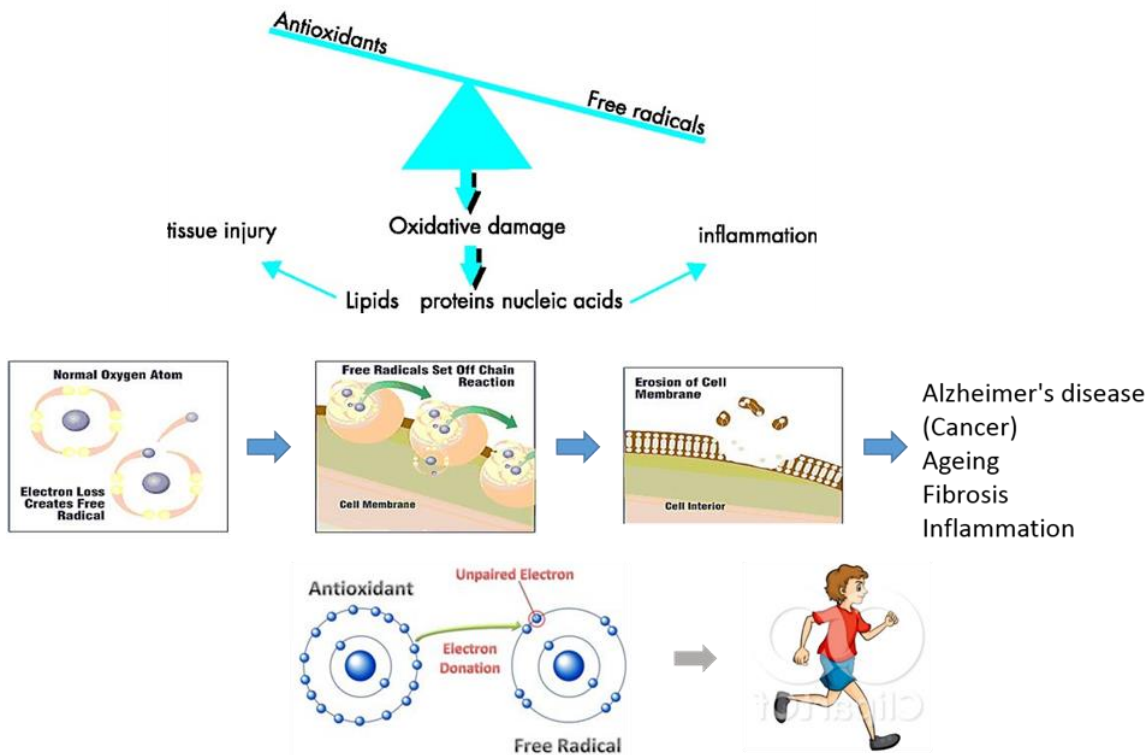 Antioxidants
Free radicals
Oxidative damage
tissue injury
inflammation
Lipids proteins nucleic acids
Normal Oxygen Atom
Electron Loss
Creates Free
Radical
Free Radicals Set Off Chain
Reaction
Cell Membrane
Erosion of Cell
Membrane
Cell Interior
Alzheimer's disease
(Cancer)
Ageing
Fibrosis
Inflammation
Unpaired Electron
Antioxidant
Electron
Donation
Free Radical